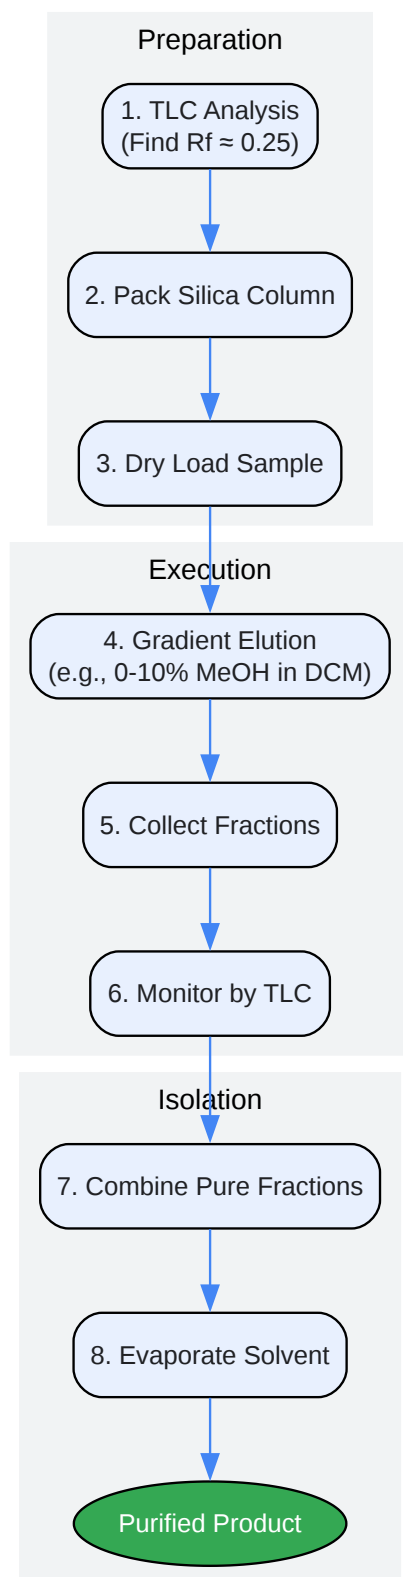 Preparation
1. TLC Analysis
(Find Rf ≈ 0.25)
2. Pack Silica Column
3. Dry Load Sample
Execution
4. Gradient Elution
(e.g., 0-10% MeOH in DCM)
5. Collect Fractions
6. Monitor by TLC
Isolation
7. Combine Pure Fractions
8. Evaporate Solvent
Purified Product